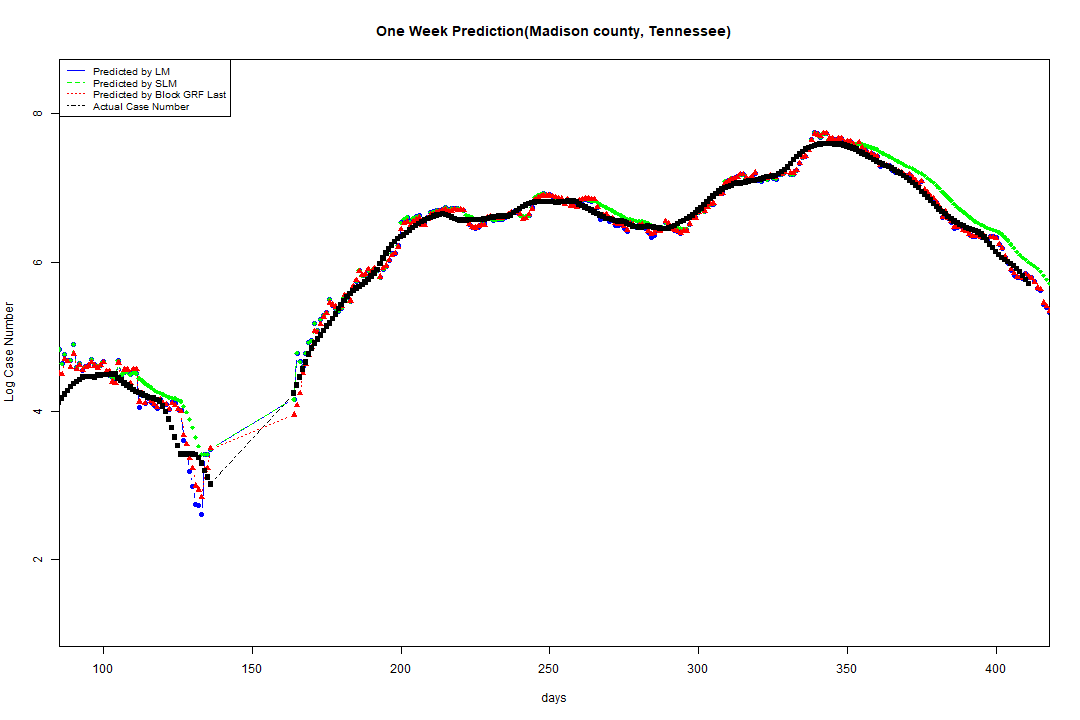 One Week Prediction(Madison county, Tennessee)
Predicted by LM
Predicted by SLM
Predicted by Block GRF Last
Actual Case Number
8
6
4
2
Log Case Number
100 150 200 250 300 350 400
days